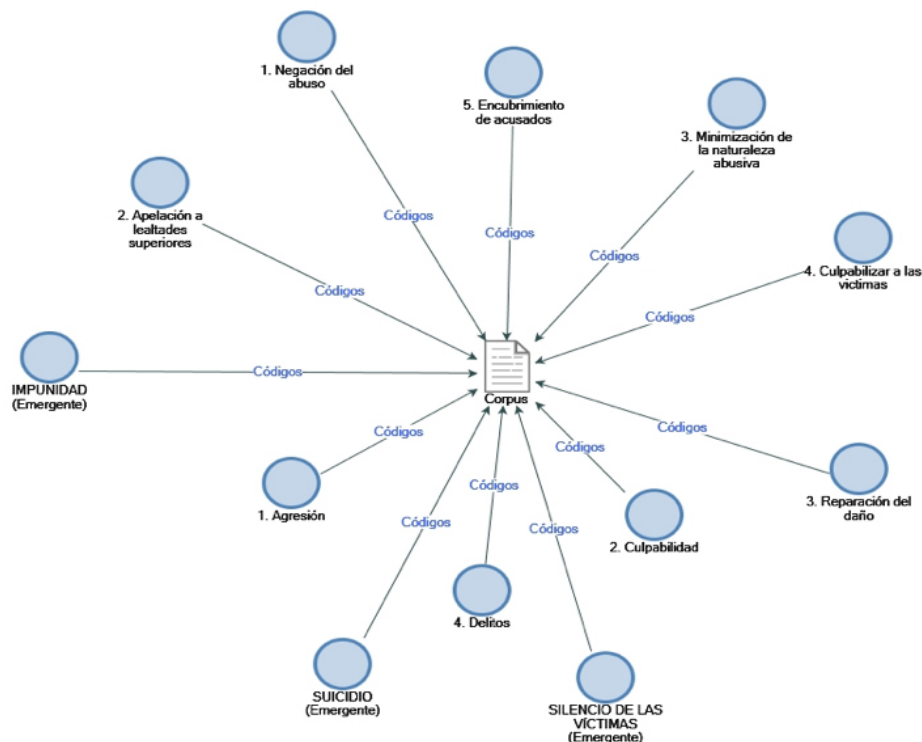 1. Negación del
abuso
5. Encubrimiento
de acusados
3. Minimización de
la naturaleza
abusiva
2. Apelación a
lealtades
superiores
Códigos
Códigos
Códigos
4. Culpabilizar a las
victimas
Códigos
Códigos
IMPUNIDAD
(Emergente)
Códigos
Corpus
1. Agresión
Códigos
Códigos
Códigos
3. Reparación del
daño
Códigos
Códigos
Códigos
2. Culpabilidad
4. Delitos
SUICIDIO
(Emergente)
SILENCIO DE LAS
VÍCTIMAS
(Emergente)